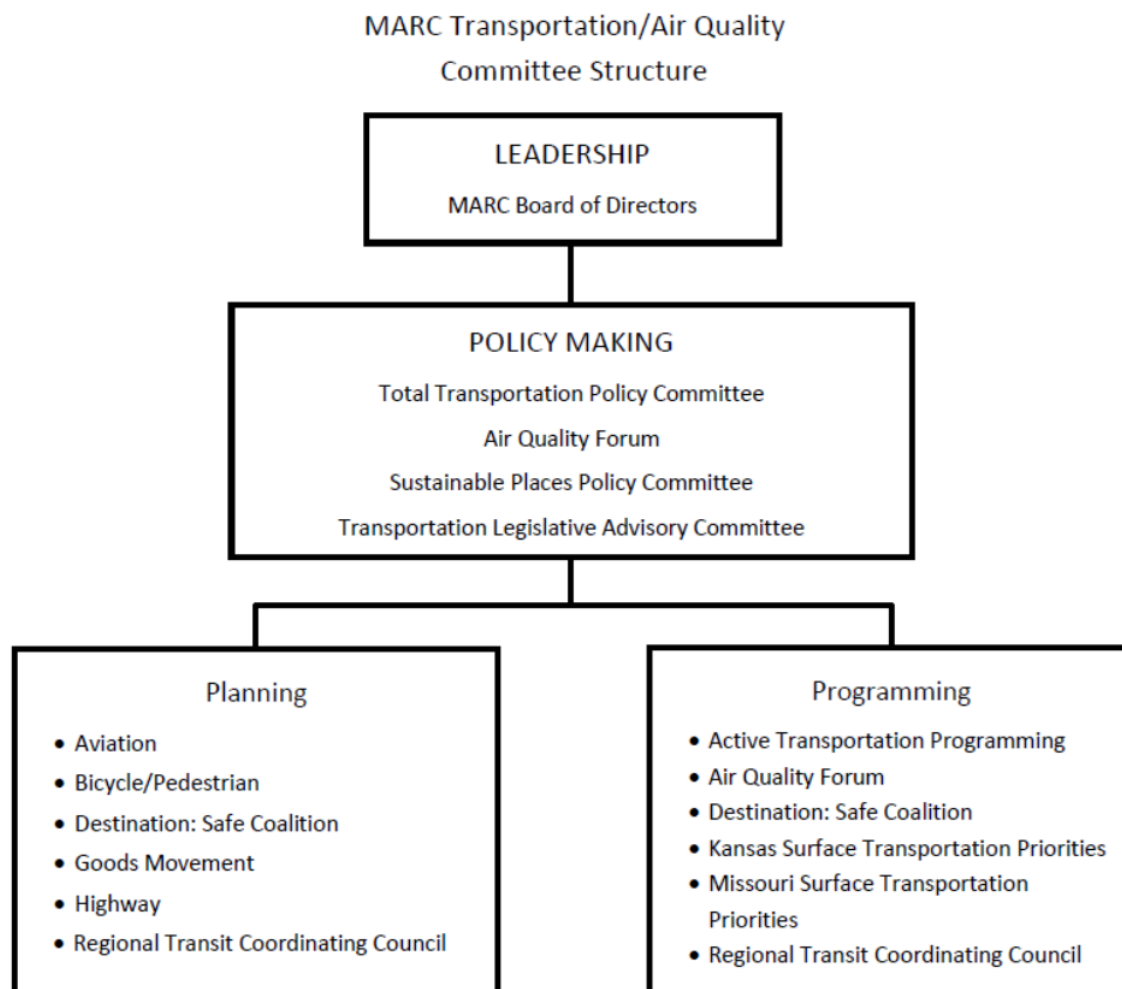 MARC Transportation/Air Quality
Committee Structure
LEADERSHIP
MARC Board of Directors
POLICY MAKING
Total Transportation Policy Committee
Air Quality Forum
Sustainable Places Policy Committee
Transportation Legislative Advisory Committee
Planning
• Aviation
• Bicycle/Pedestrian
• Destination: Safe Coalition
• Goods Movement
• Highway
• Regional Transit Coordinating Council
Programming
• Active Transportation Programming
• Air Quality Forum
• Destination: Safe Coalition
• Kansas Surface Transportation Priorities
• Missouri Surface Transportation
Priorities
• Regional Transit Coordinating Council